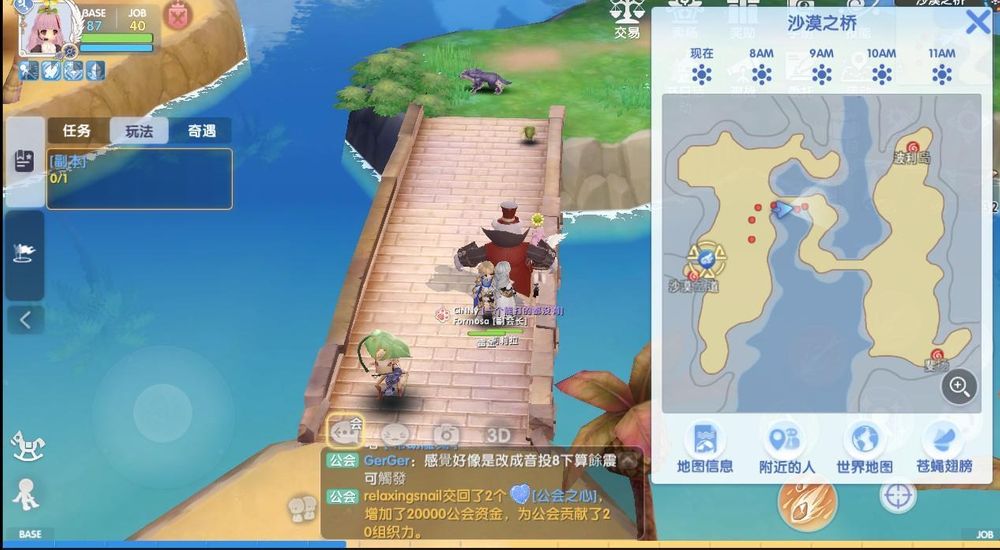 BASE
87
JOB
40
交易
沙漠之桥
现在
8AM
9AM
10AM
11AM
任务
玩法
奇遇
[副本]
0/1
波利岛
GiNNy
Formosa [副会长]
会
3D
公会 GerGer：感覺好像是改成音投8下算餘震
可觸發
公会 relaxingsnail交回了2个 [公会之心]，
增加了20000公会资金，为公会贡献了2
0组织力。
地图信息
附近的人
世界地图
苍蝇翅膀
BASE
JOB